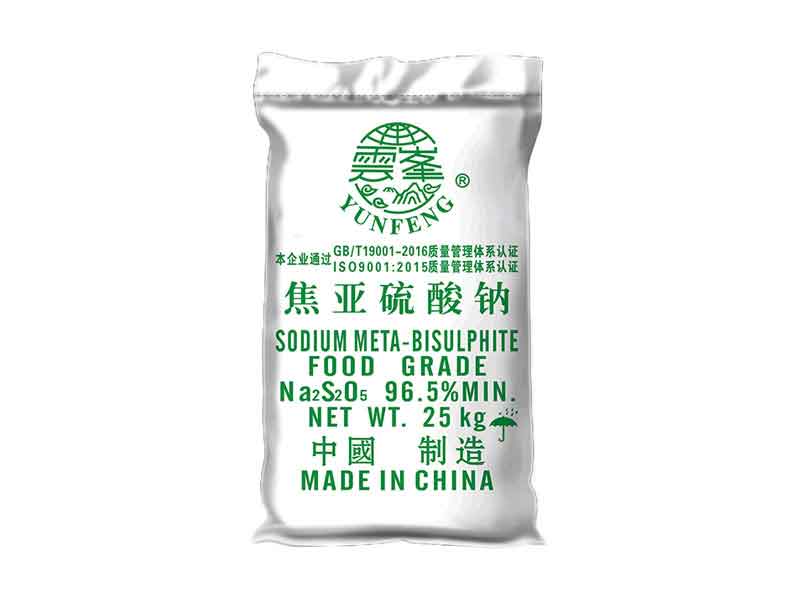 雲峯
®
YUNFENG
本企业通过
GB/T19001-2016质量管理体系认证
ISO9001:2015质量管理体系认证
焦亚硫酸钠
SODIUM META-BISULPHITE
FOOD GRADE
Na2S2O5 96.5%MIN.
NET WT. 25 kg
中國 制造
MADE IN CHINA